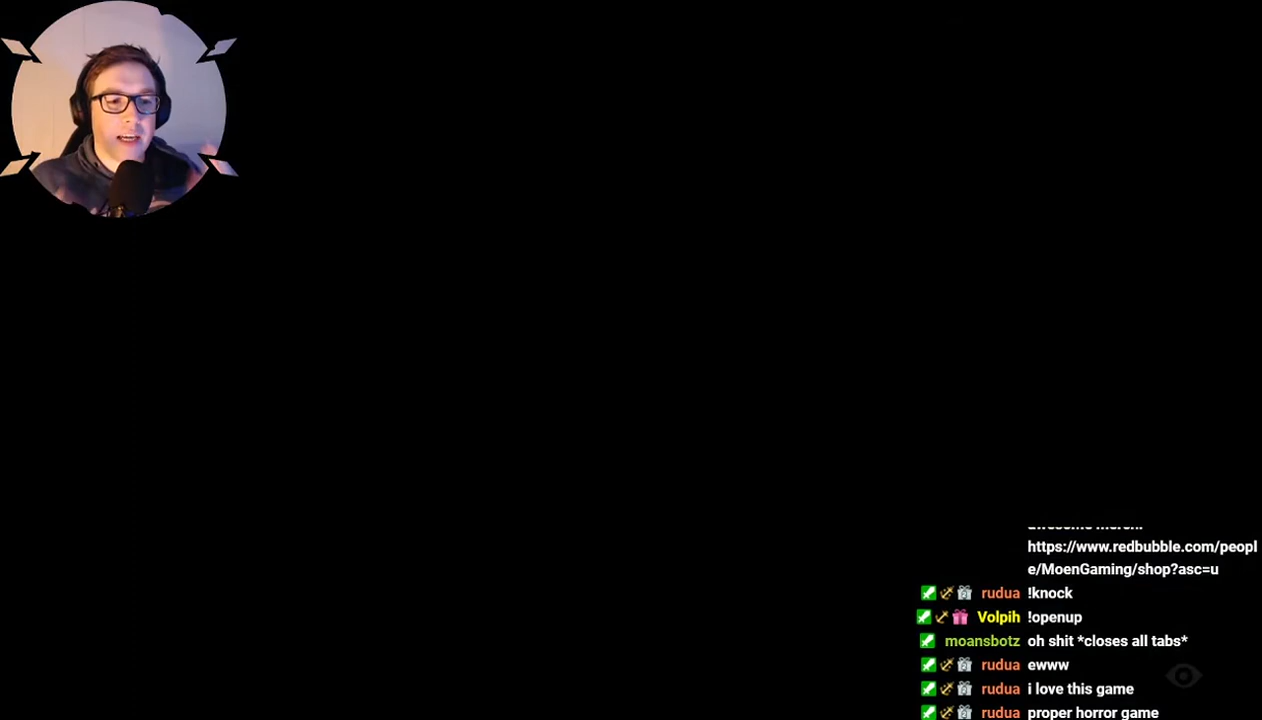 https://www.redbubble.com/peopl
e/MoenGaming/shop?asc=u
rudua !knock
Volpih !openup
moansbotz oh shit *closes all tabs*
rudua ewww
rudua i love this game
rudua proper horror game